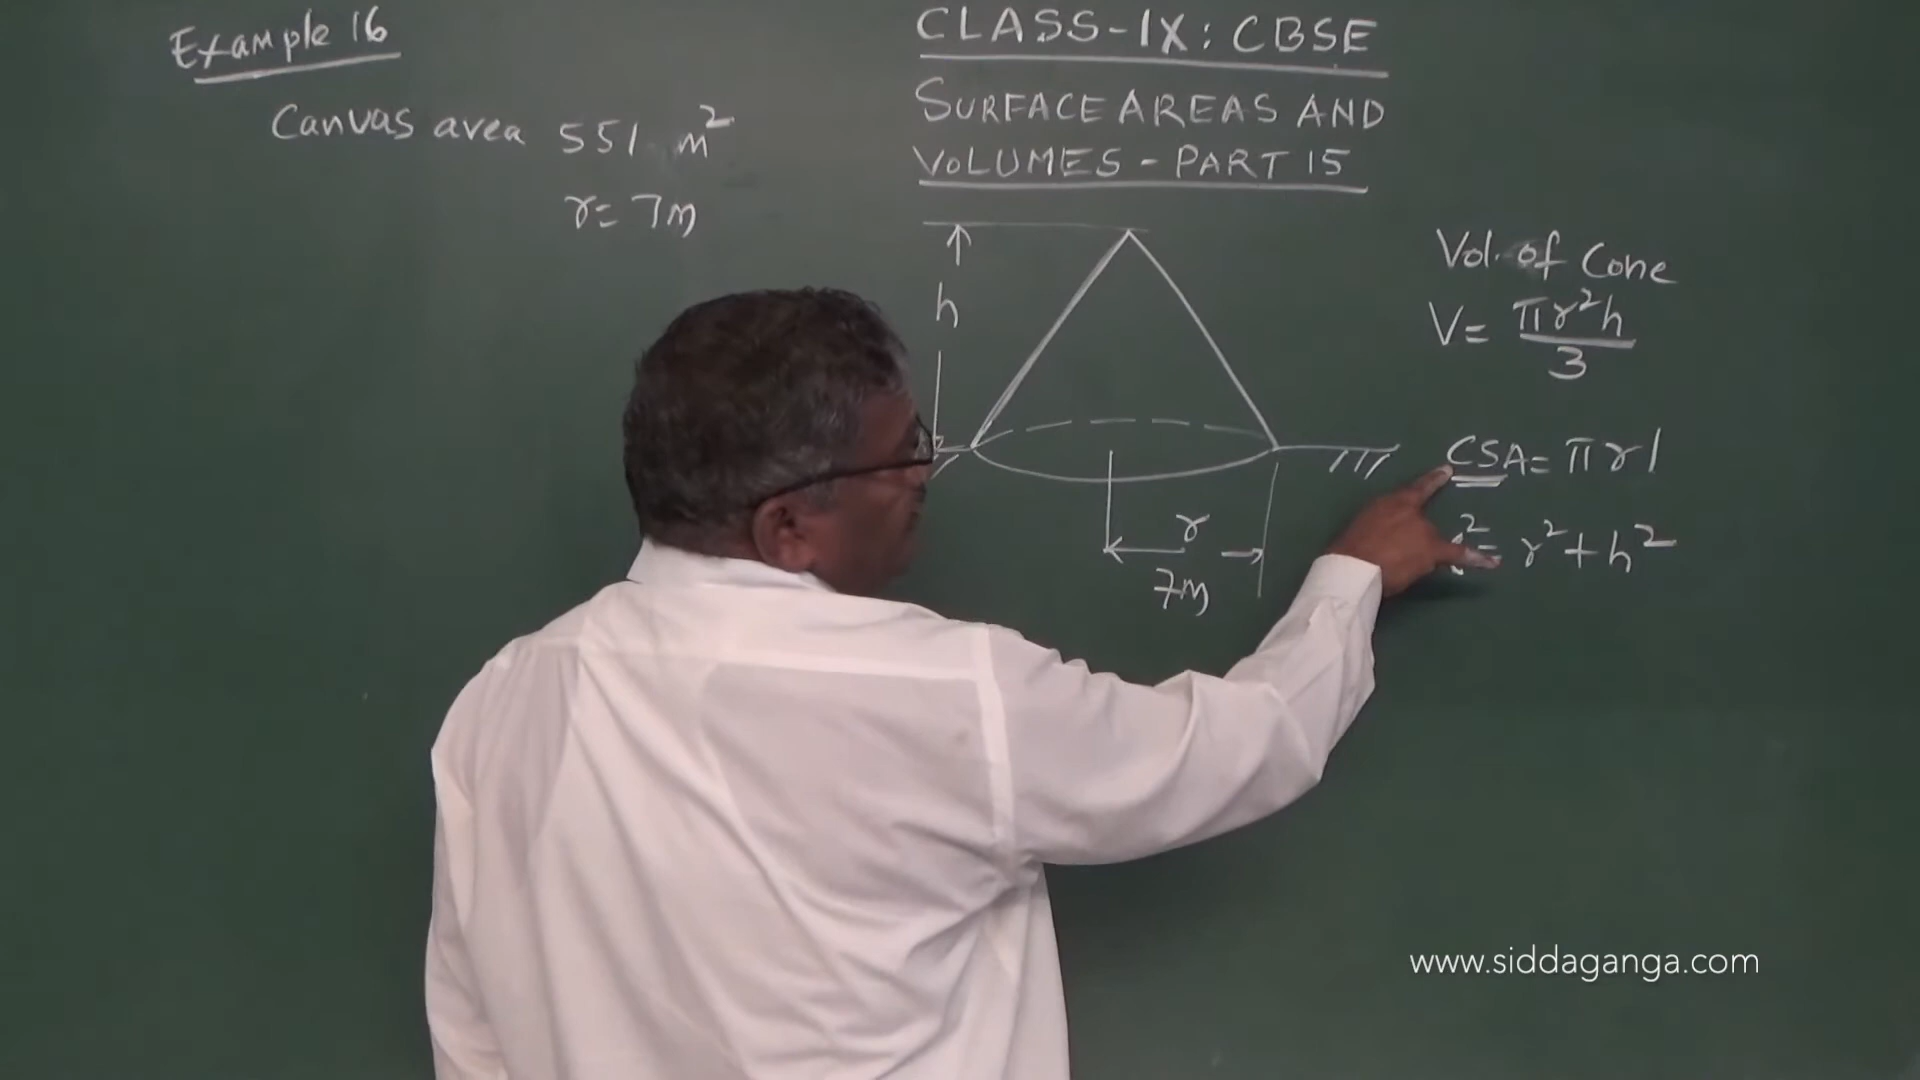 Example 16
Canvas area 551 m²
r = 7m
CLASS-IX: CBSE
SURFACE AREAS AND
VOLUMES - PART 15
h
r
7m
Vol. of Cone
V = πr²h
3
CSA = πrl
l² = r² + h²
www.siddaganga.com